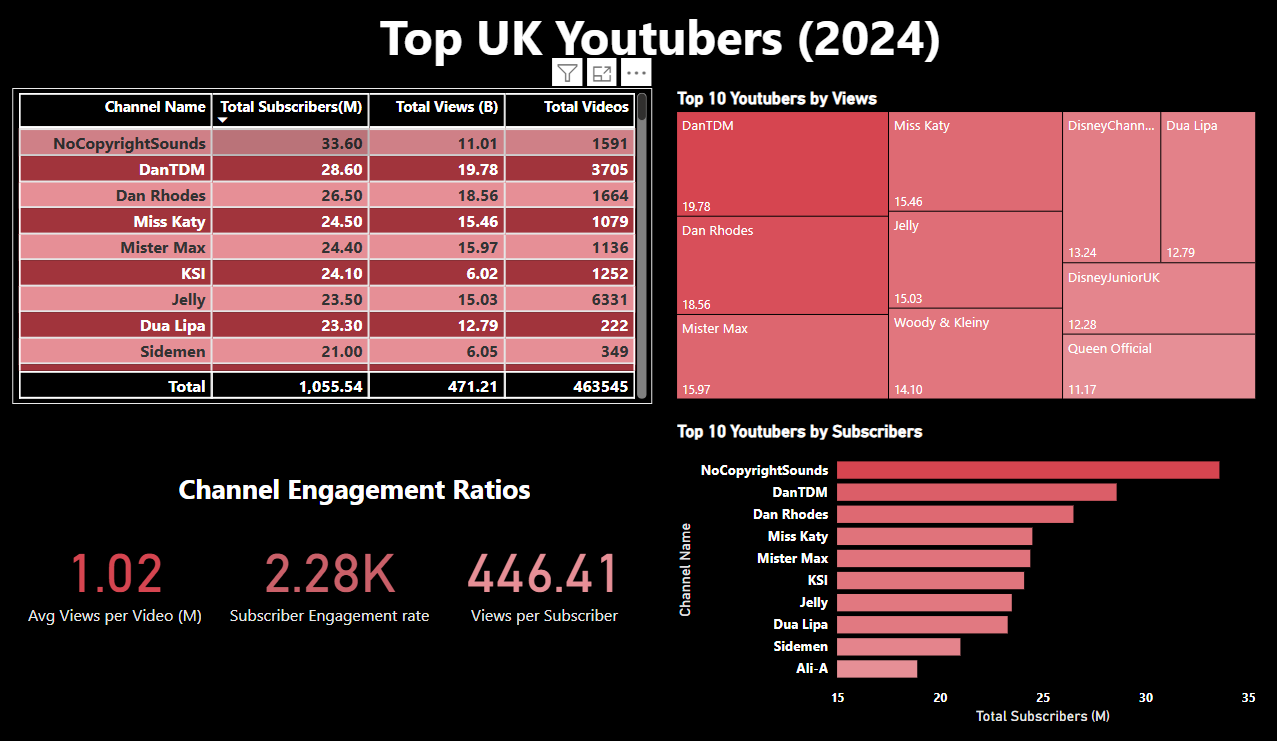 Top UK Youtubers (2024)
Channel Name Total Subscribers(M) Total Views (B) Total Videos
NoCopyrightSounds 33.60 11.01 1591
DanTDM 28.60 19.78 3705
Dan Rhodes 26.50 18.56 1664
Miss Katy 24.50 15.46 1079
Mister Max 24.40 15.97 1136
KSI 24.10 6.02 1252
Jelly 23.50 15.03 6331
Dua Lipa 23.30 12.79 222
Sidemen 21.00 6.05 349
Total 1,055.54 471.21 463545
Top 10 Youtubers by Views
DanTDM
19.78
Dan Rhodes
18.56
Mister Max
15.97
Miss Katy
15.46
Jelly
15.03
Woody & Kleiny
14.10
DisneyChann...
13.24
Dua Lipa
12.79
DisneyJuniorUK
12.28
Queen Official
11.17
Channel Engagement Ratios
1.02
Avg Views per Video (M)
2.28K
Subscriber Engagement rate
446.41
Views per Subscriber
Top 10 Youtubers by Subscribers
Channel Name
NoCopyrightSounds
DanTDM
Dan Rhodes
Miss Katy
Mister Max
KSI
Jelly
Dua Lipa
Sidemen
Ali-A
15 20 25 30 35
Total Subscribers (M)